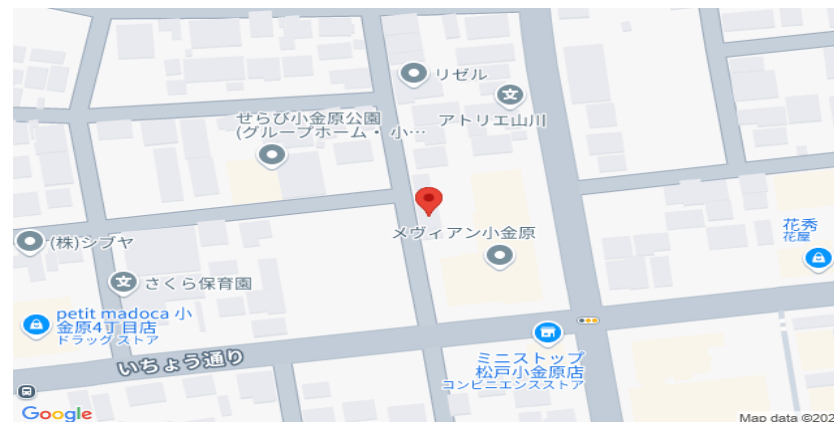 リゼル
アトリエ山川
せらび小金原公園
(グループホーム・ 小…
メヴィアン小金原
花秀
花屋
(株)シブヤ
さくら保育園
petit madoca 小
金原4丁目店
ドラッグ ストア
いちょう通り
ミニストップ
松戸小金原店
コンビニエンスストア
Google
Map data ©202